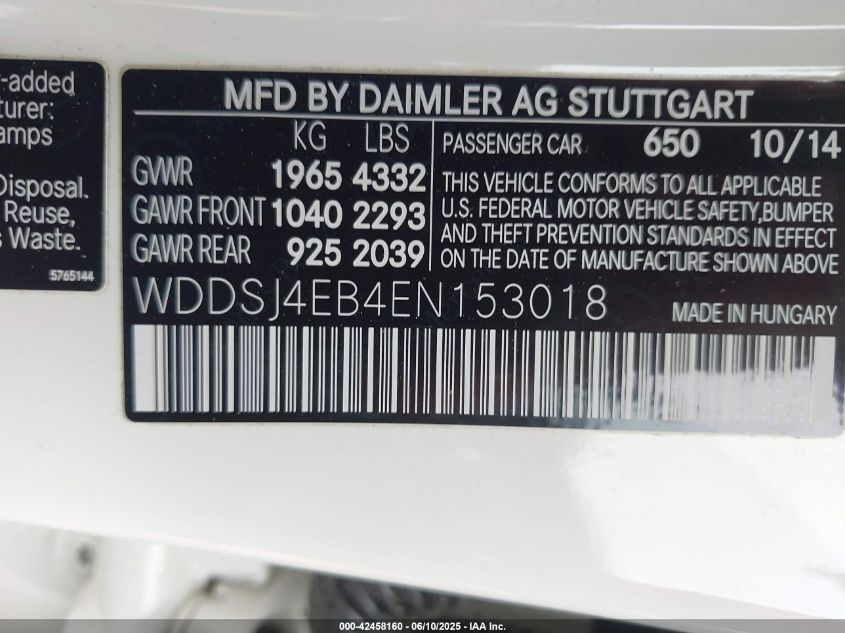 -added
turer:
amps
Disposal.
Reuse,
Waste.
5765144
MFD BY DAIMLER AG STUTTGART
KG LBS
GVWR 1965 4332
GAWR FRONT 1040 2293
GAWR REAR 925 2039
PASSENGER CAR 650 10/14
THIS VEHICLE CONFORMS TO ALL APPLICABLE
U.S. FEDERAL MOTOR VEHICLE SAFETY,BUMPER
AND THEFT PREVENTION STANDARDS IN EFFECT
ON THE DATE OF MANUFACTURE SHOWN ABOVE
WDDSJ4EB4EN153018 MADE IN HUNGARY
000-42458160 - 06/10/2025 - IAA Inc.